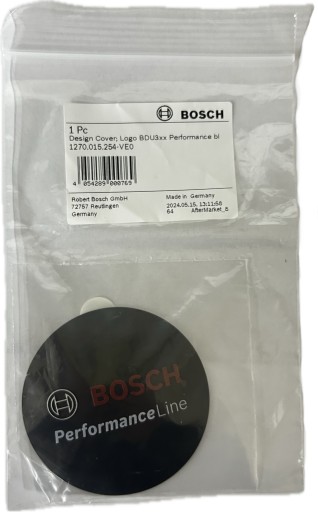 BOSCH
1 Pc
Design Cover; Logo BDU3xx Performance bl
1270.015.254-VE0
4 054289 000769
Robert Bosch GmbH
72757 Reutlingen
Germany
Made in Germany
2024.05.15, 13:11:58
64 AfterMarket_E
BOSCH
PerformanceLine